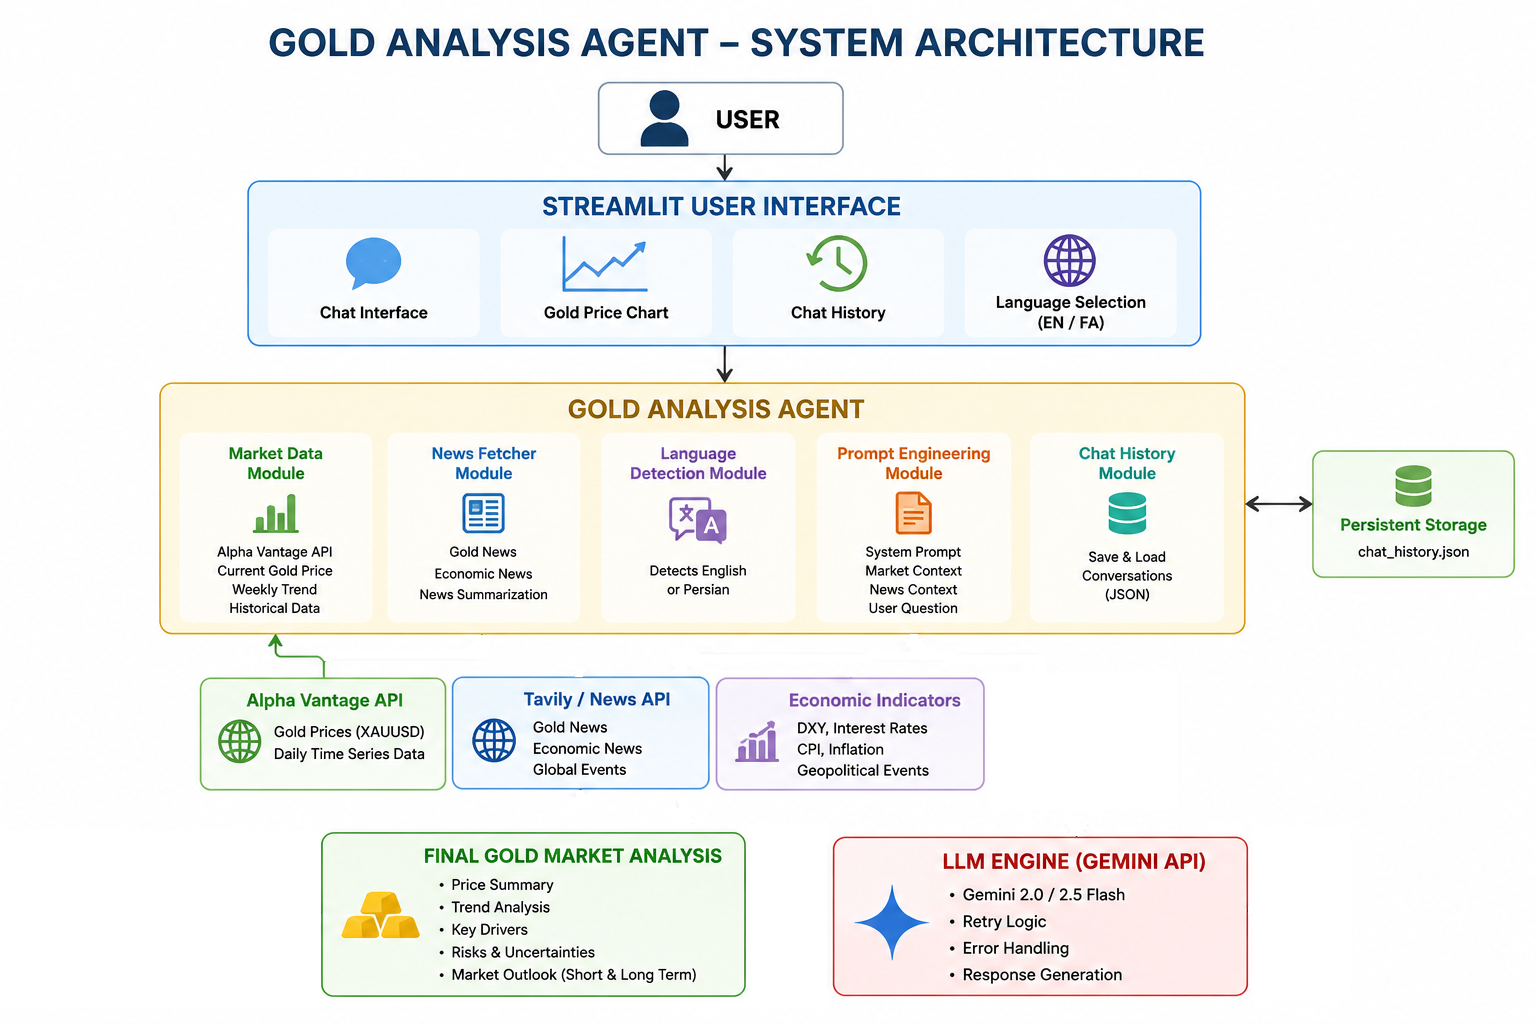 GOLD ANALYSIS AGENT – SYSTEM ARCHITECTURE
USER
STREAMLIT USER INTERFACE
Chat Interface
Gold Price Chart
Chat History
Language Selection
(EN / FA)
GOLD ANALYSIS AGENT
Market Data
Module
Alpha Vantage API
Current Gold Price
Weekly Trend
Historical Data
News Fetcher
Module
Gold News
Economic News
News Summarization
Language
Detection Module
文
A
Detects English
or Persian
Prompt Engineering
Module
System Prompt
Market Context
News Context
User Question
Chat History
Module
Save & Load
Conversations
(JSON)
Persistent Storage
chat_history.json
Alpha Vantage API
Gold Prices (XAUUSD)
Daily Time Series Data
Tavily / News API
Gold News
Economic News
Global Events
Economic Indicators
DXY, Interest Rates
CPI, Inflation
Geopolitical Events
FINAL GOLD MARKET ANALYSIS
• Price Summary
• Trend Analysis
• Key Drivers
• Risks & Uncertainties
• Market Outlook (Short & Long Term)
LLM ENGINE (GEMINI API)
• Gemini 2.0 / 2.5 Flash
• Retry Logic
• Error Handling
• Response Generation